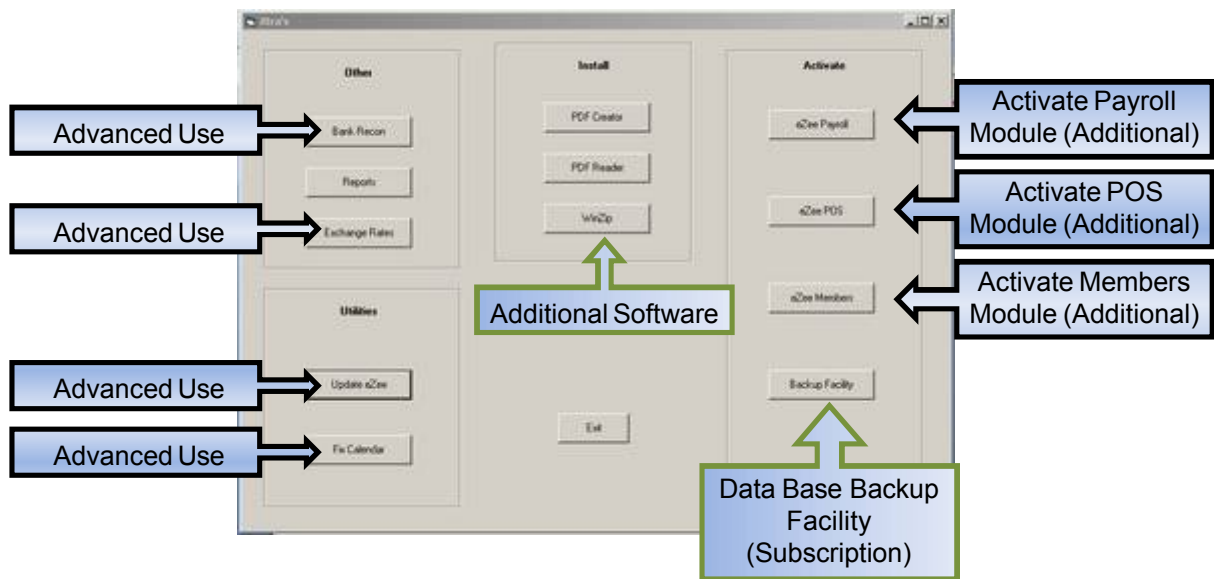 Xtra's
Other
Bank Recon
Reports
Exchange Rates
Utilities
Update eZee
Fix Calendar
Install
PDF Creator
PDF Reader
WinZip
Exit
Activate
eZee Payroll
eZee POS
eZee Members
Backup Facility
Advanced Use
Advanced Use
Advanced Use
Advanced Use
Additional Software
Activate Payroll
Module (Additional)
Activate POS
Module (Additional)
Activate Members
Module (Additional)
Data Base Backup
Facility
(Subscription)